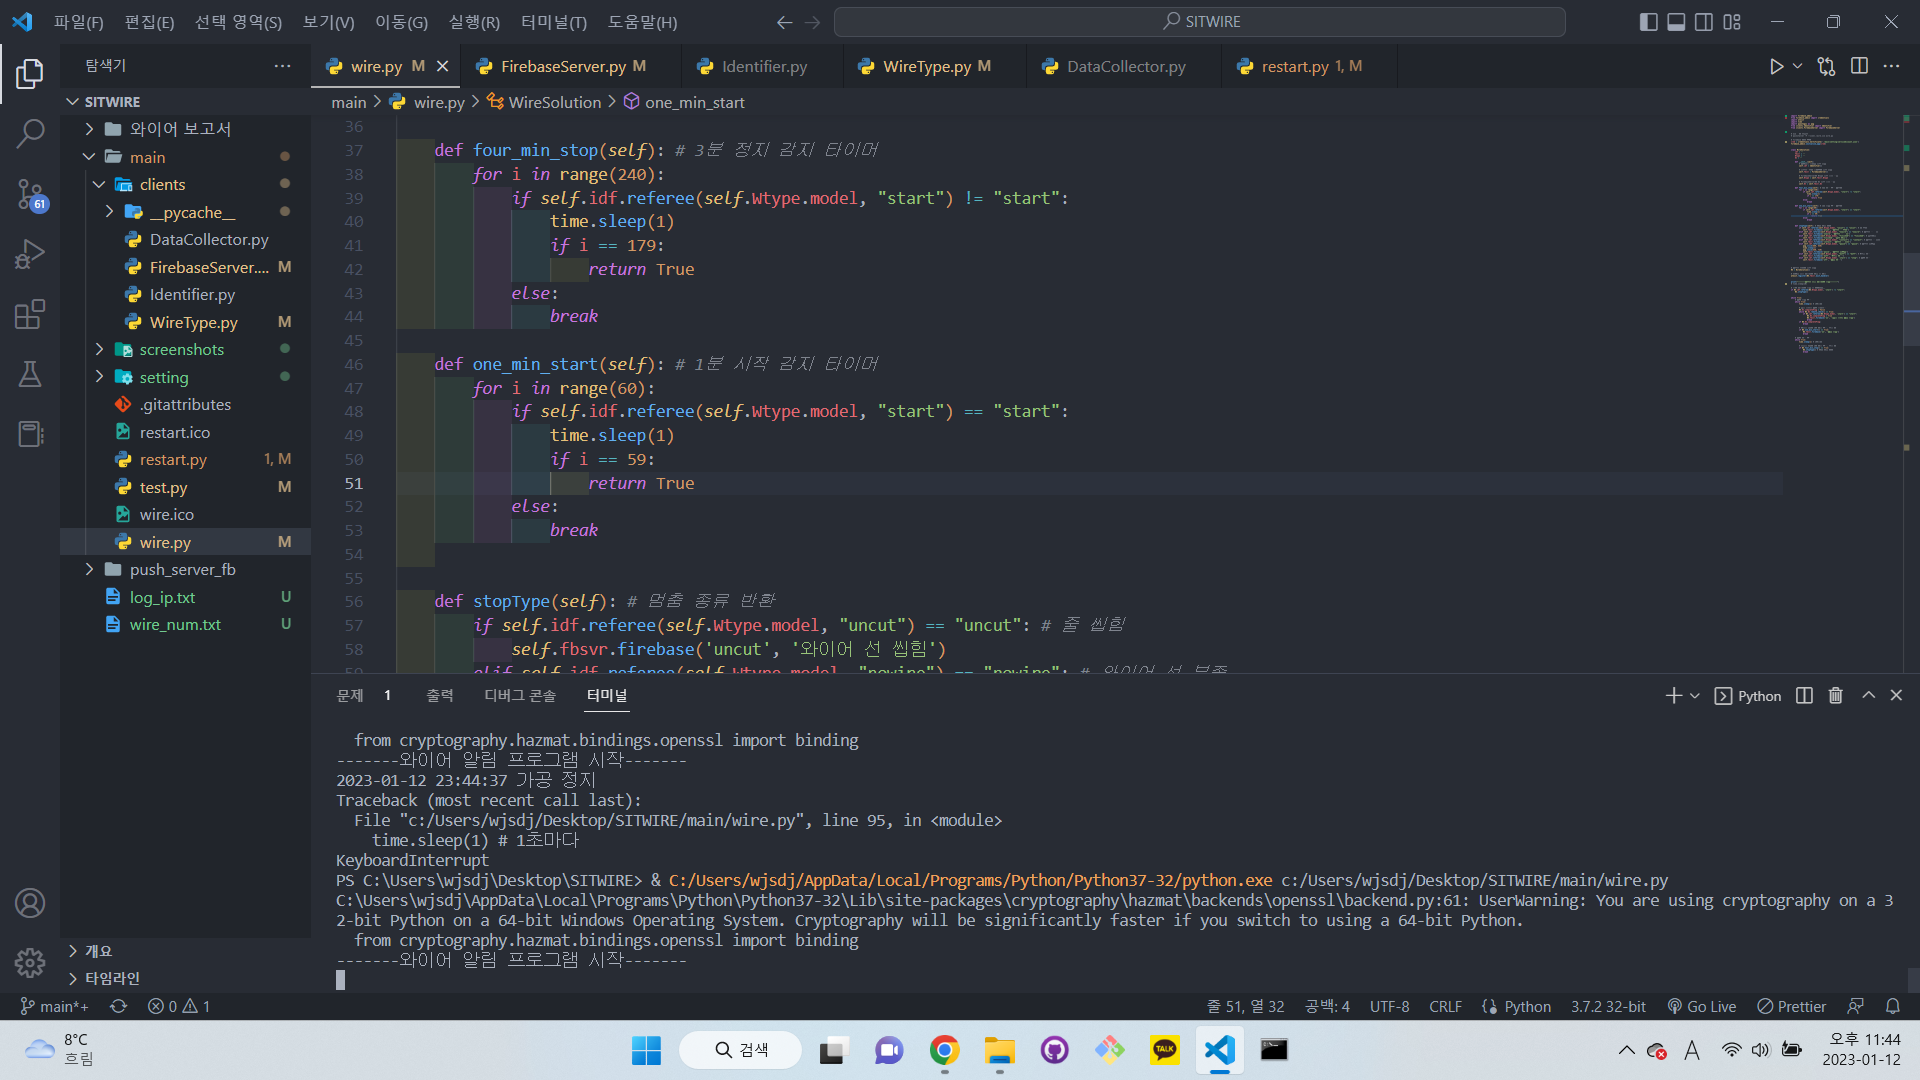 파일(F) 편집(E) 선택 영역(S) 보기(V) 이동(G) 실행(R) 터미널(T) 도움말(H) SITWIRE
탐색기
wire.py M FirebaseServer.py M Identifier.py WireType.py M DataCollector.py restart.py 1, M
SITWIRE
main wire.py WireSolution one_min_start
와이어 보고서
main
clients
__pycache__
DataCollector.py
FirebaseServer.... M
Identifier.py
WireType.py M
screenshots
setting
.gitattributes
restart.ico
restart.py 1, M
test.py M
wire.ico
wire.py M
push_server_fb
log_ip.txt U
wire_num.txt U
개요
타임라인
61
36
37 def four_min_stop(self): # 3분 정지 감지 타이머
38 for i in range(240):
39 if self.idf.referee(self.Wtype.model, "start") != "start":
40 time.sleep(1)
41 if i == 179:
42 return True
43 else:
44 break
45
46 def one_min_start(self): # 1분 시작 감지 타이머
47 for i in range(60):
48 if self.idf.referee(self.Wtype.model, "start") == "start":
49 time.sleep(1)
50 if i == 59:
51 return True
52 else:
53 break
54
55
56 def stopType(self): # 멈춤 종류 반환
57 if self.idf.referee(self.Wtype.model, "uncut") == "uncut": # 줄 씹힘
58 self.fbsvr.firebase('uncut', '와이어 선 씹힘')
59 elif self.idf.referee(self.Wtype.model, "nowire") == "nowire": # 와이어 선 부족
문제 1 출력 디버그 콘솔 터미널 Python
from cryptography.hazmat.bindings.openssl import binding
-------와이어 알림 프로그램 시작-------
2023-01-12 23:44:37 가공 정지
Traceback (most recent call last):
File "c:/Users/wjsdj/Desktop/SITWIRE/main/wire.py", line 95, in <module>
time.sleep(1) # 1초마다
KeyboardInterrupt
PS C:\Users\wjsdj\Desktop\SITWIRE> & C:/Users/wjsdj/AppData/Local/Programs/Python/Python37-32/python.exe c:/Users/wjsdj/Desktop/SITWIRE/main/wire.py
C:\Users\wjsdj\AppData\Local\Programs\Python\Python37-32\Lib\site-packages\cryptography\hazmat\backends\openssl\backend.py:61: UserWarning: You are using cryptography on a 3
2-bit Python on a 64-bit Windows Operating System. Cryptography will be significantly faster if you switch to using a 64-bit Python.
from cryptography.hazmat.bindings.openssl import binding
-------와이어 알림 프로그램 시작-------
main*+ 0 1 줄 51, 열 32 공백: 4 UTF-8 CRLF Python 3.7.2 32-bit Go Live Prettier
8°C
흐림
검색
TALK
A
오후 11:44
2023-01-12